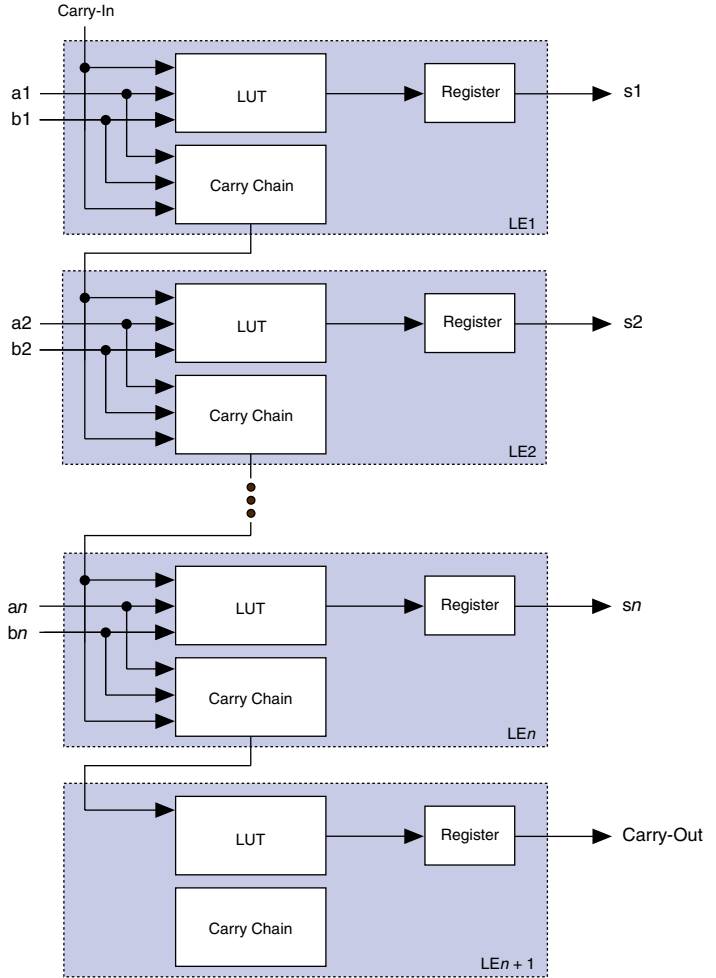 Carry-In
a1
b1
LUT
Register
s1
Carry Chain
LE1
a2
b2
LUT
Register
s2
Carry Chain
LE2
an
bn
LUT
Register
sn
Carry Chain
LEn
LUT
Register
Carry-Out
Carry Chain
LEn + 1